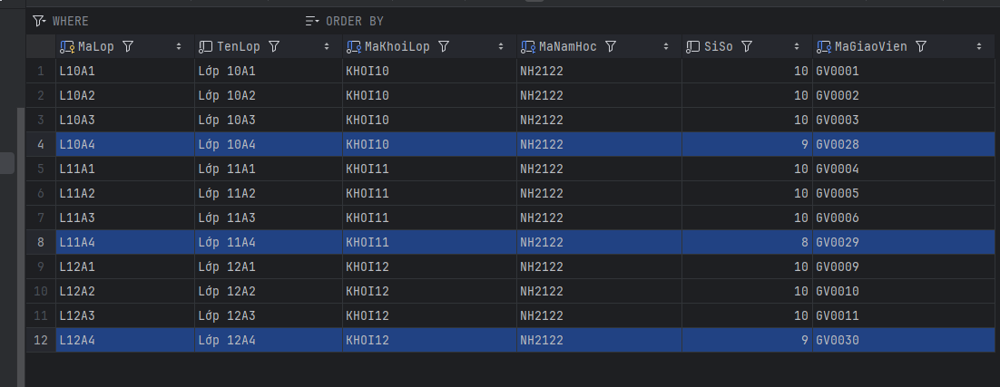 WHERE ORDER BY
MaLop TenLop MaKhoiLop MaNamHoc SiSo MaGiaoVien
1 L10A1 Lớp 10A1 KHOI10 NH2122 10 GV0001
2 L10A2 Lớp 10A2 KHOI10 NH2122 10 GV0002
3 L10A3 Lớp 10A3 KHOI10 NH2122 10 GV0003
4 L10A4 Lớp 10A4 KHOI10 NH2122 9 GV0028
5 L11A1 Lớp 11A1 KHOI11 NH2122 10 GV0004
6 L11A2 Lớp 11A2 KHOI11 NH2122 10 GV0005
7 L11A3 Lớp 11A3 KHOI11 NH2122 10 GV0006
8 L11A4 Lớp 11A4 KHOI11 NH2122 8 GV0029
9 L12A1 Lớp 12A1 KHOI12 NH2122 10 GV0009
10 L12A2 Lớp 12A2 KHOI12 NH2122 10 GV0010
11 L12A3 Lớp 12A3 KHOI12 NH2122 10 GV0011
12 L12A4 Lớp 12A4 KHOI12 NH2122 9 GV0030